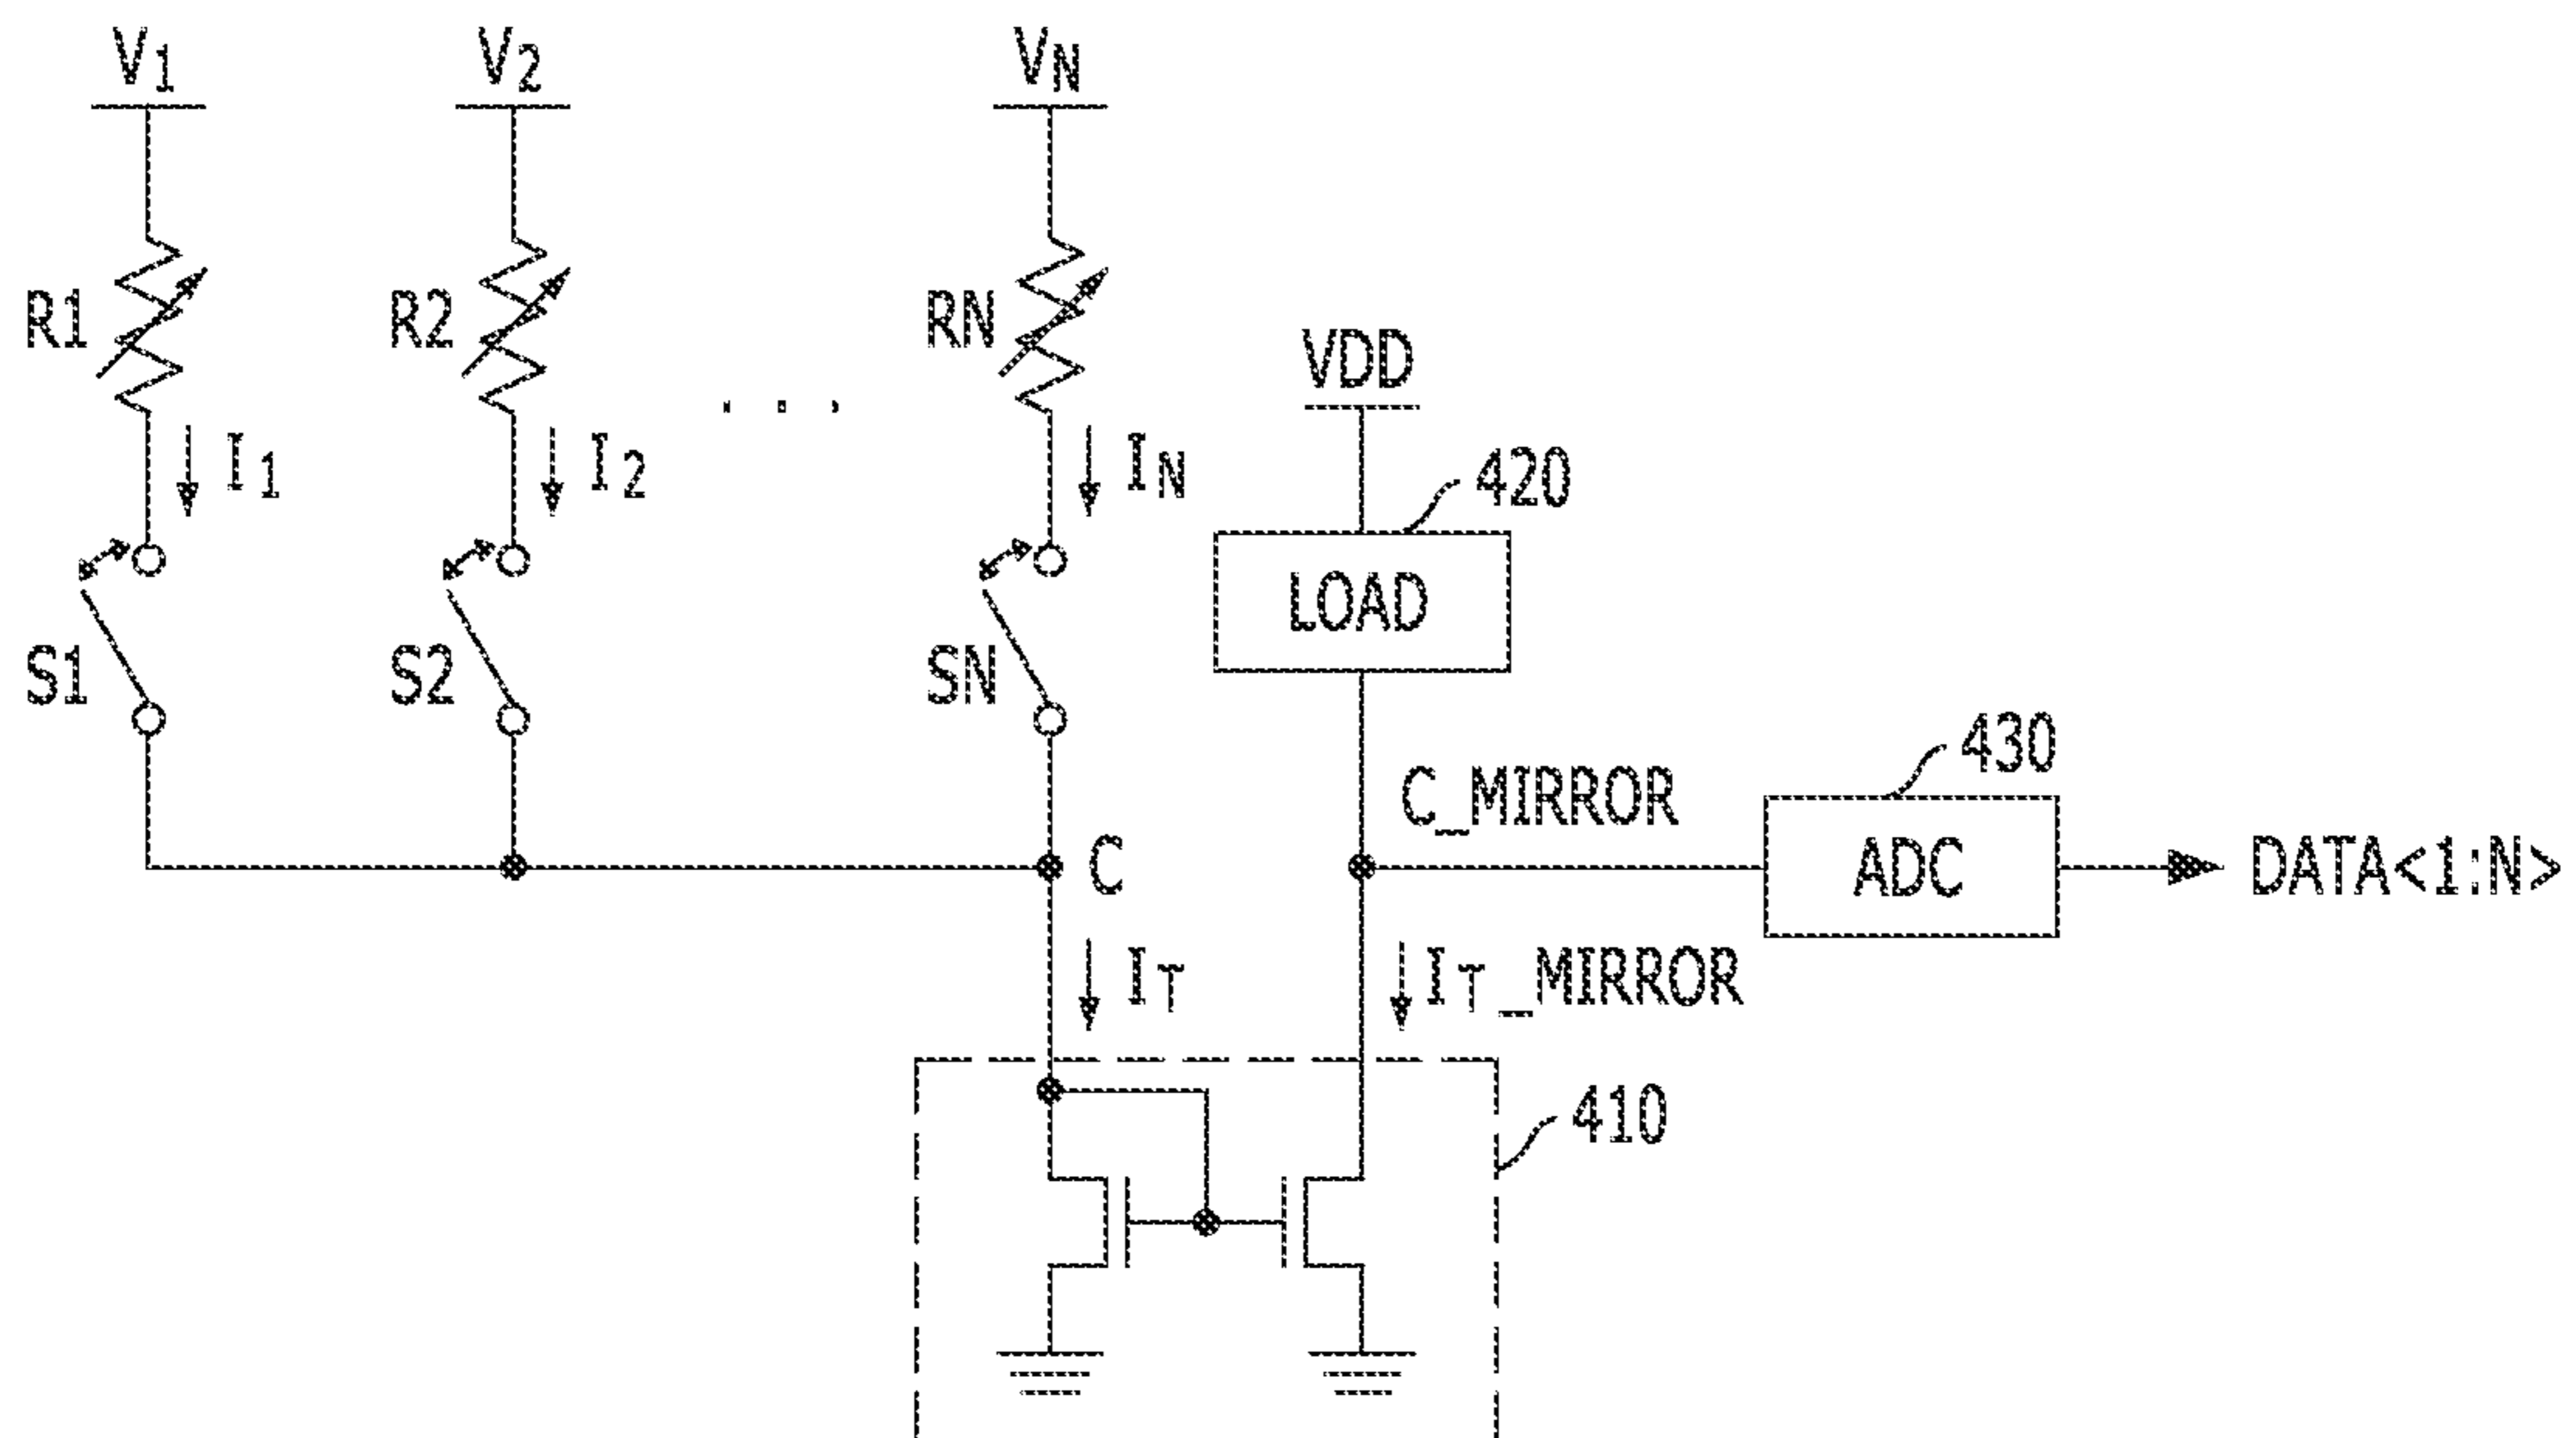 V1 V2 VN
R1 R2 RN
VDD
I1 I2 IN
420
LOAD
S1 S2 SN
430
C_MIRROR
C
ADC
DATA<1:N>
IT IT_MIRROR
410